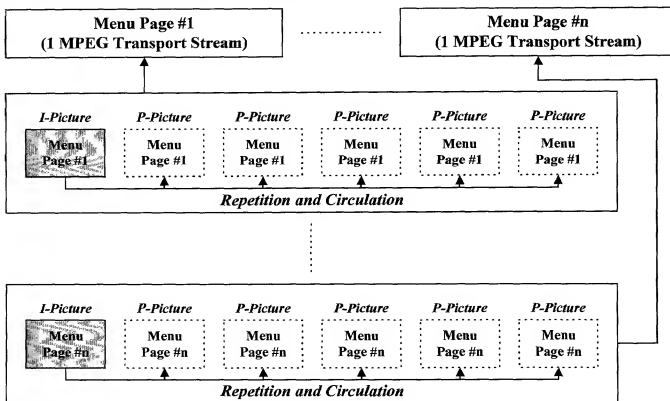 Menu Page #1
(1 MPEG Transport Stream)
Menu Page #n
(1 MPEG Transport Stream)
I-Picture P-Picture P-Picture P-Picture P-Picture P-Picture
Menu Menu Menu Menu Menu Menu
Page #1 Page #1 Page #1 Page #1 Page #1 Page #1
Repetition and Circulation
I-Picture P-Picture P-Picture P-Picture P-Picture P-Picture
Menu Menu Menu Menu Menu Menu
Page #n Page #n Page #n Page #n Page #n Page #n
Repetition and Circulation